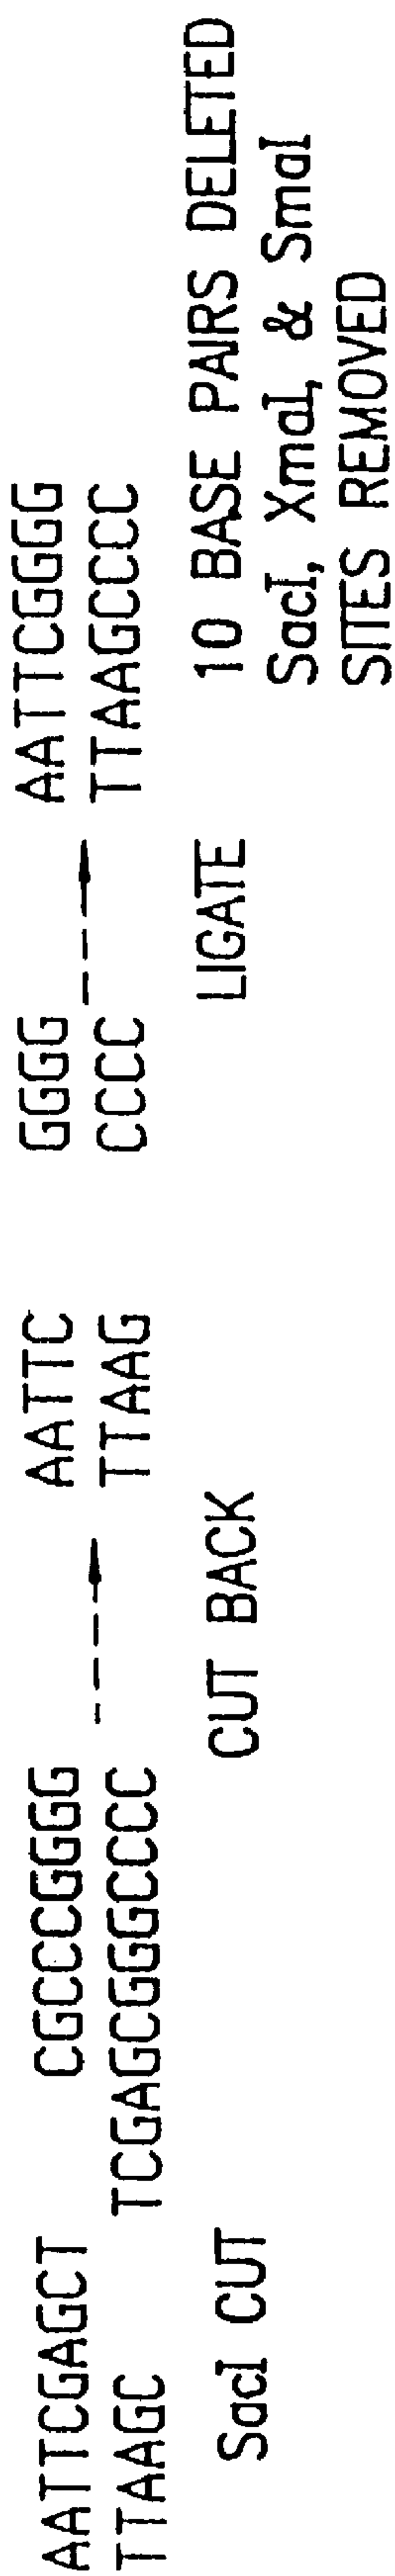 AATTCGAGCT CGCCCGGGG AATTC GGGG AATTCGGGG
TTAAGC TCGAGCGGGCCCC TTAAG CCCC TTAAGCCCC
SacI CUT CUT BACK LIGATE 10 BASE PAIRS DELETED
SacI, XmaI, & SmaI
SITES REMOVED